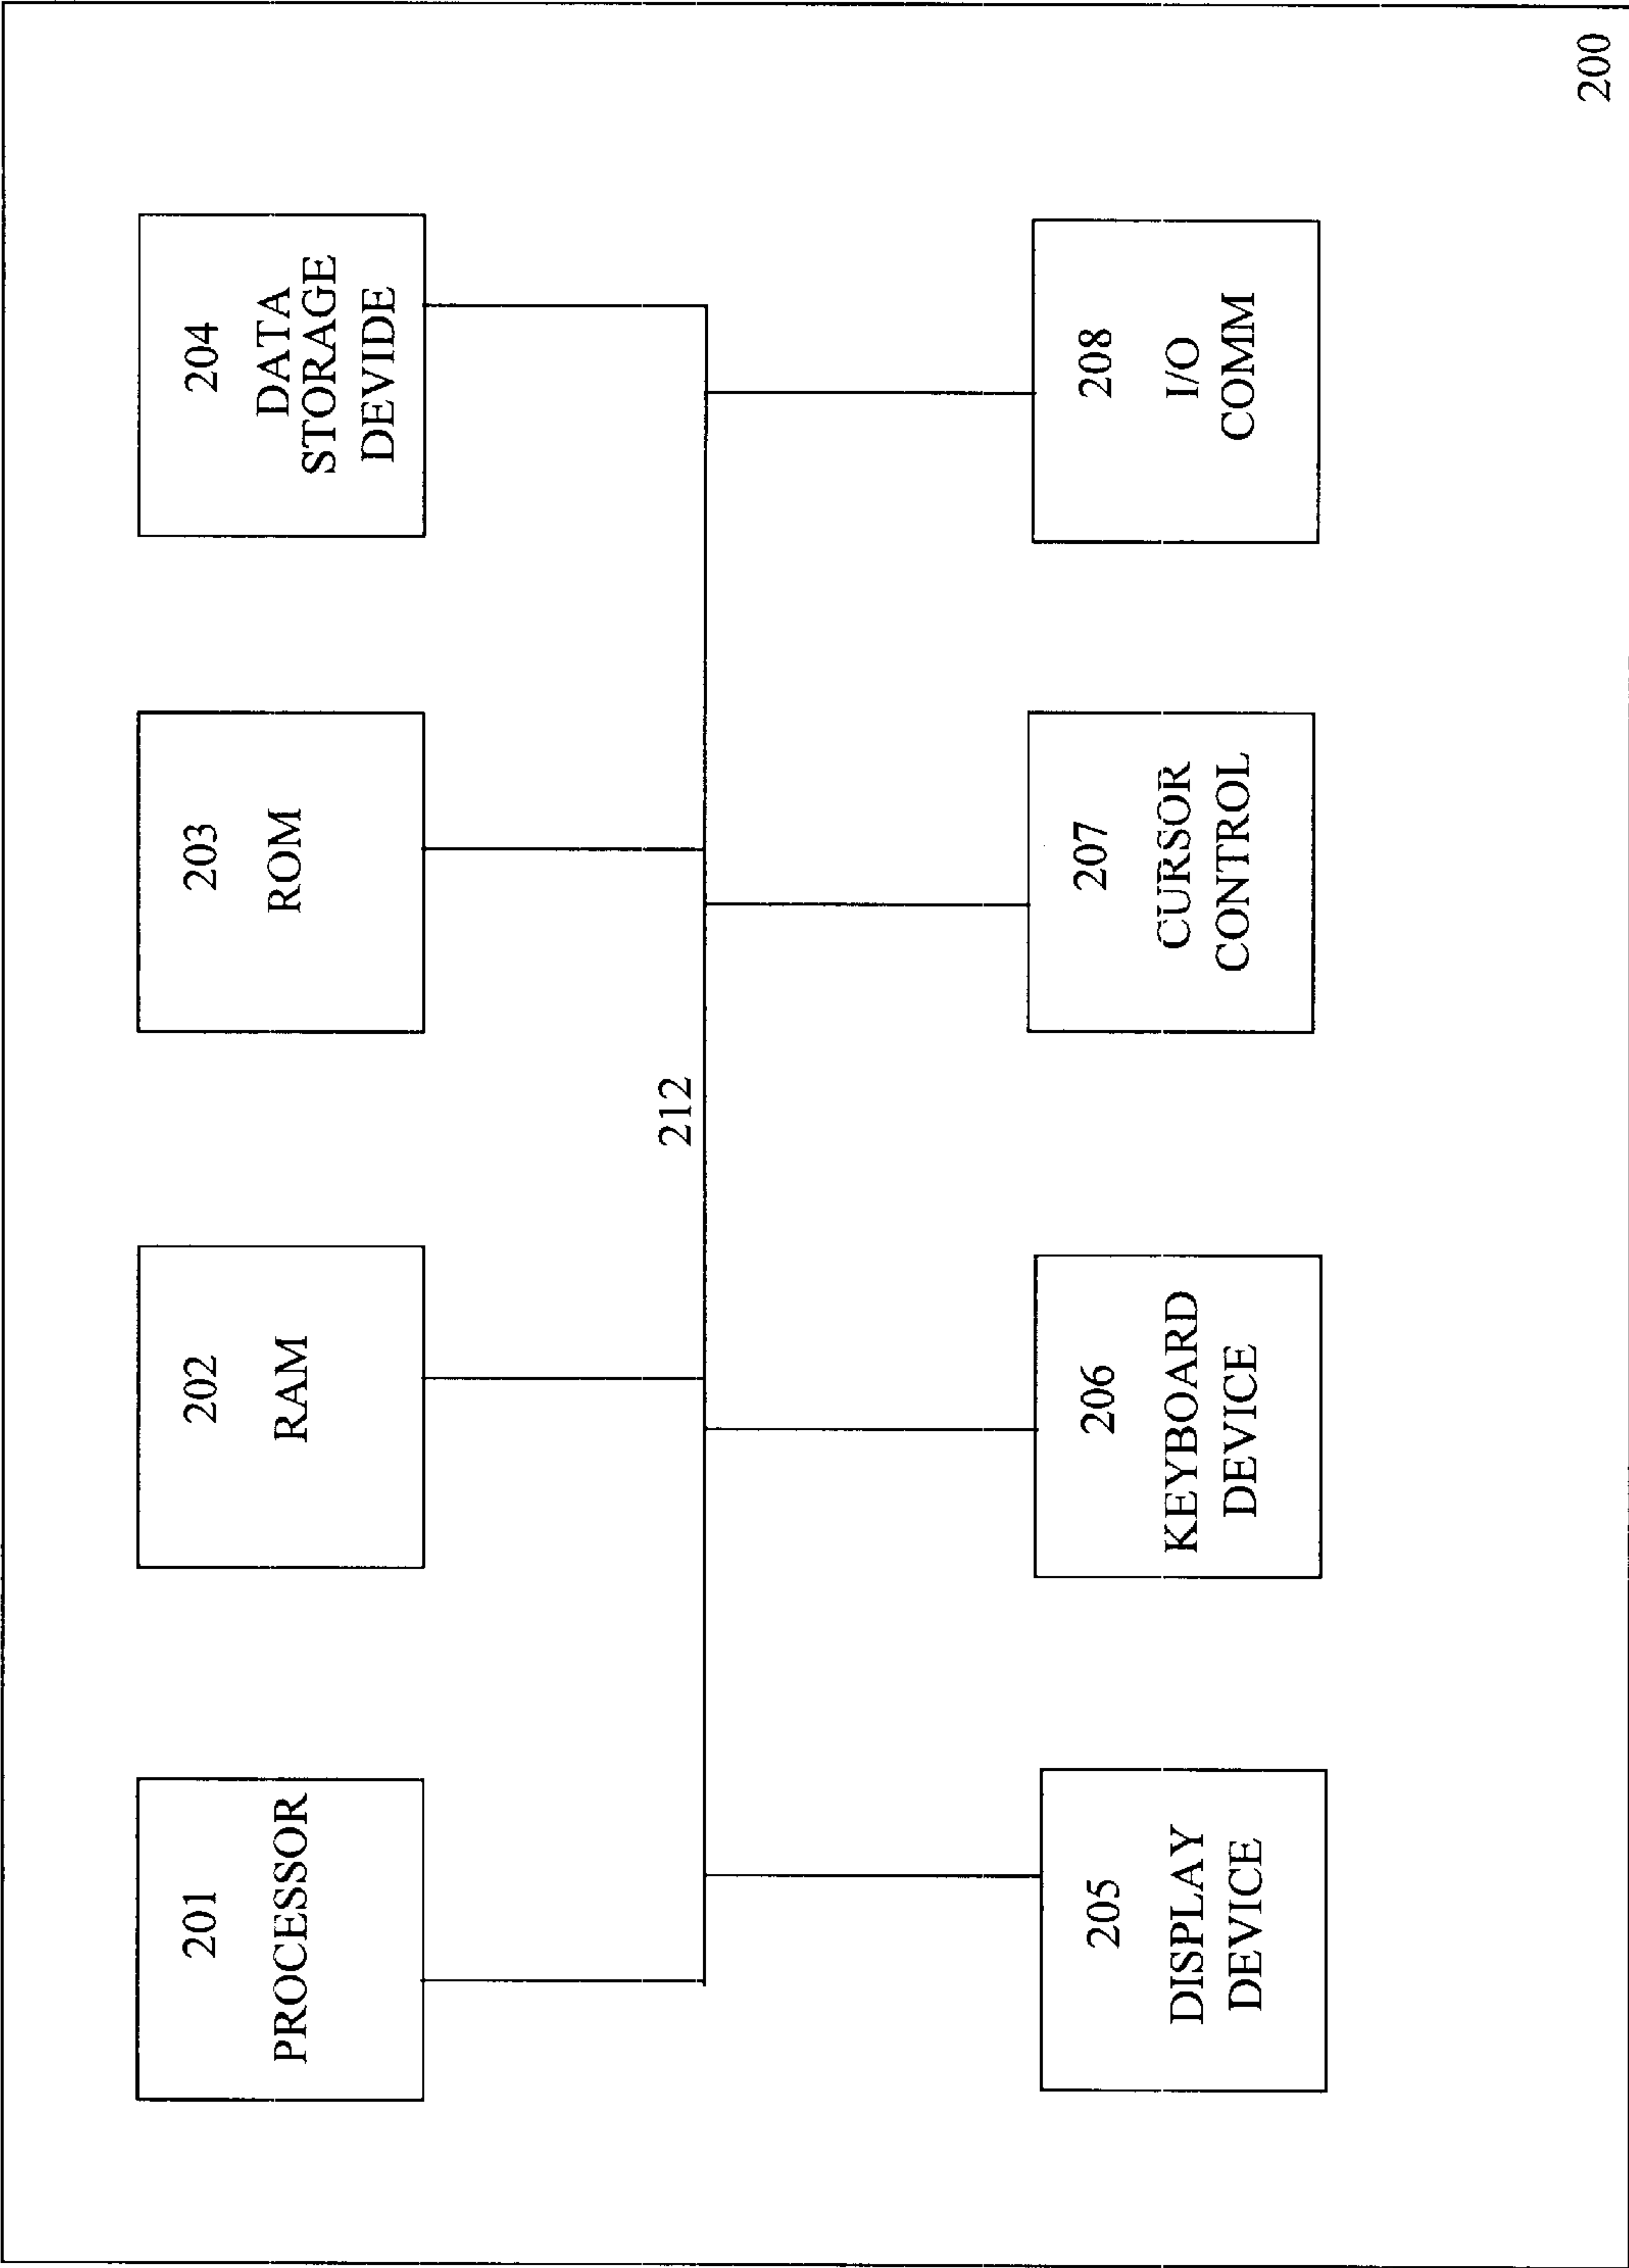 201
PROCESSOR
202
RAM
203
ROM
204
DATA
STORAGE
DEVIDE
212
205
DISPLAY
DEVICE
206
KEYBOARD
DEVICE
207
CURSOR
CONTROL
208
I/O
COMM
200